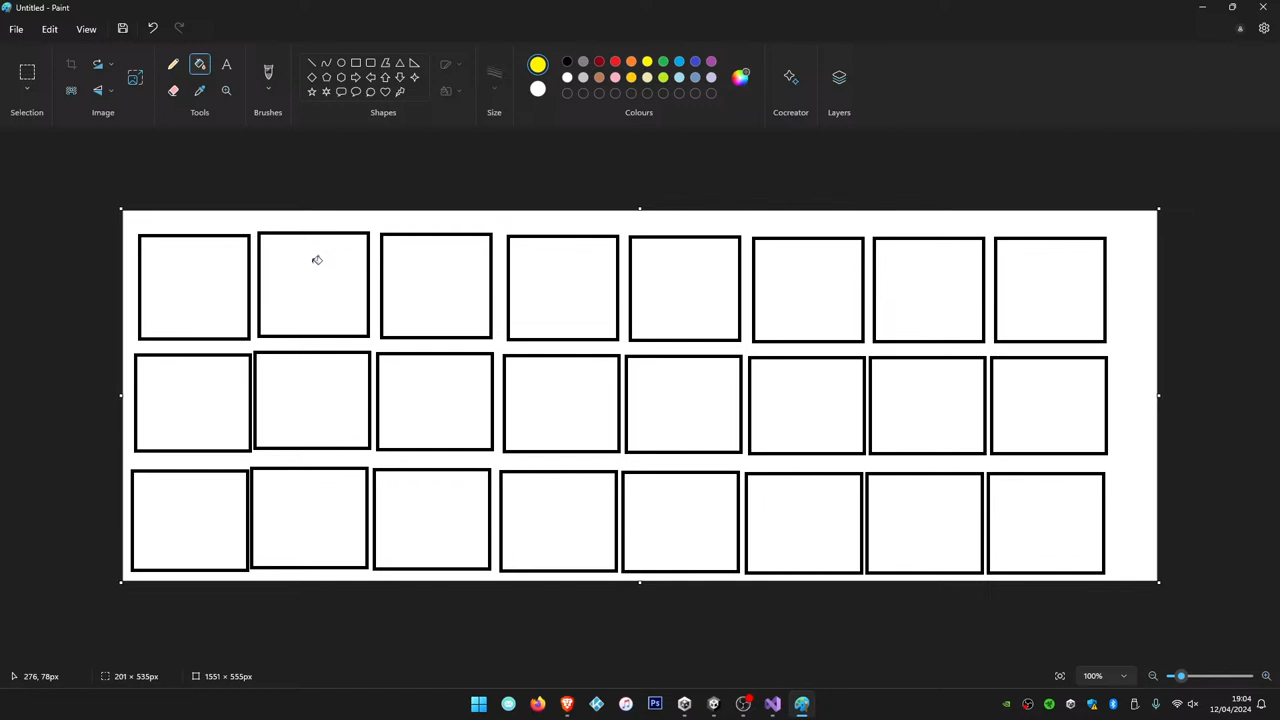 Untitled - Paint
File Edit View
Selection Image Tools Brushes Shapes Size Colours Cocreator Layers
276, 78px 201 × 535px 1551 × 555px 100%
19:04
12/04/2024